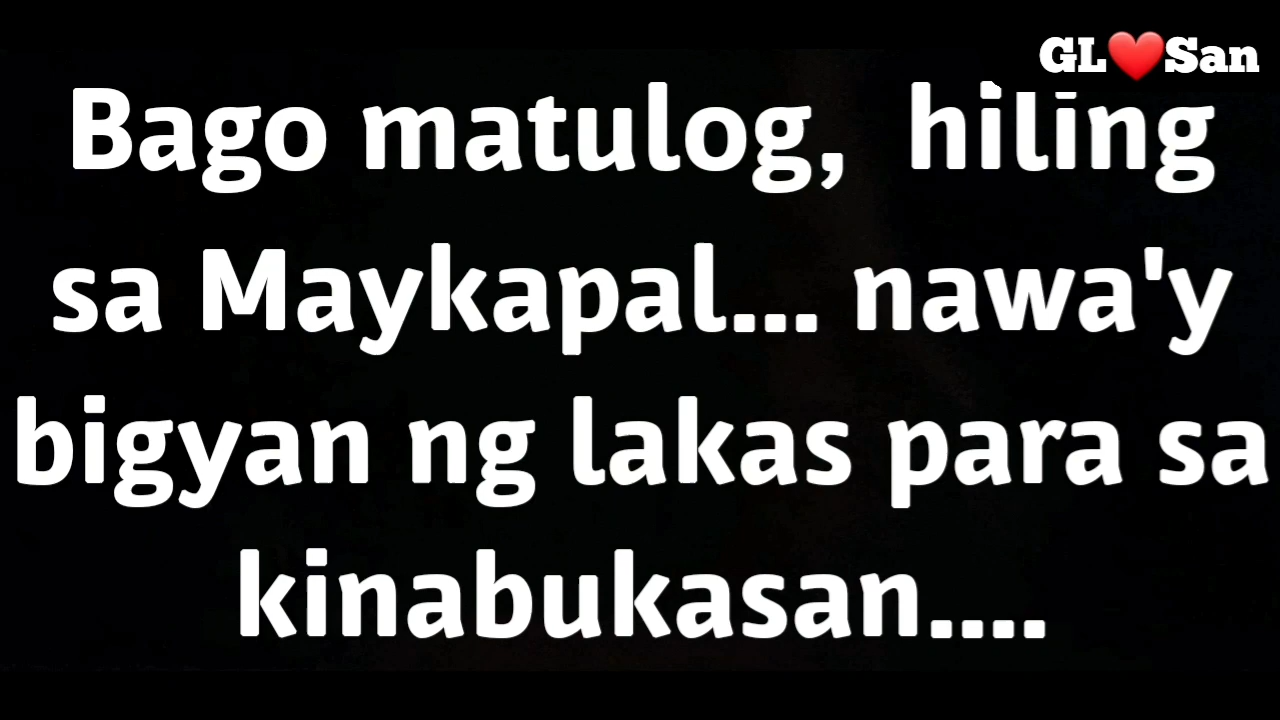 GL❤️San
Bago matulog,  hiling
sa Maykapal... nawa'y
bigyan ng lakas para sa
kinabukasan....